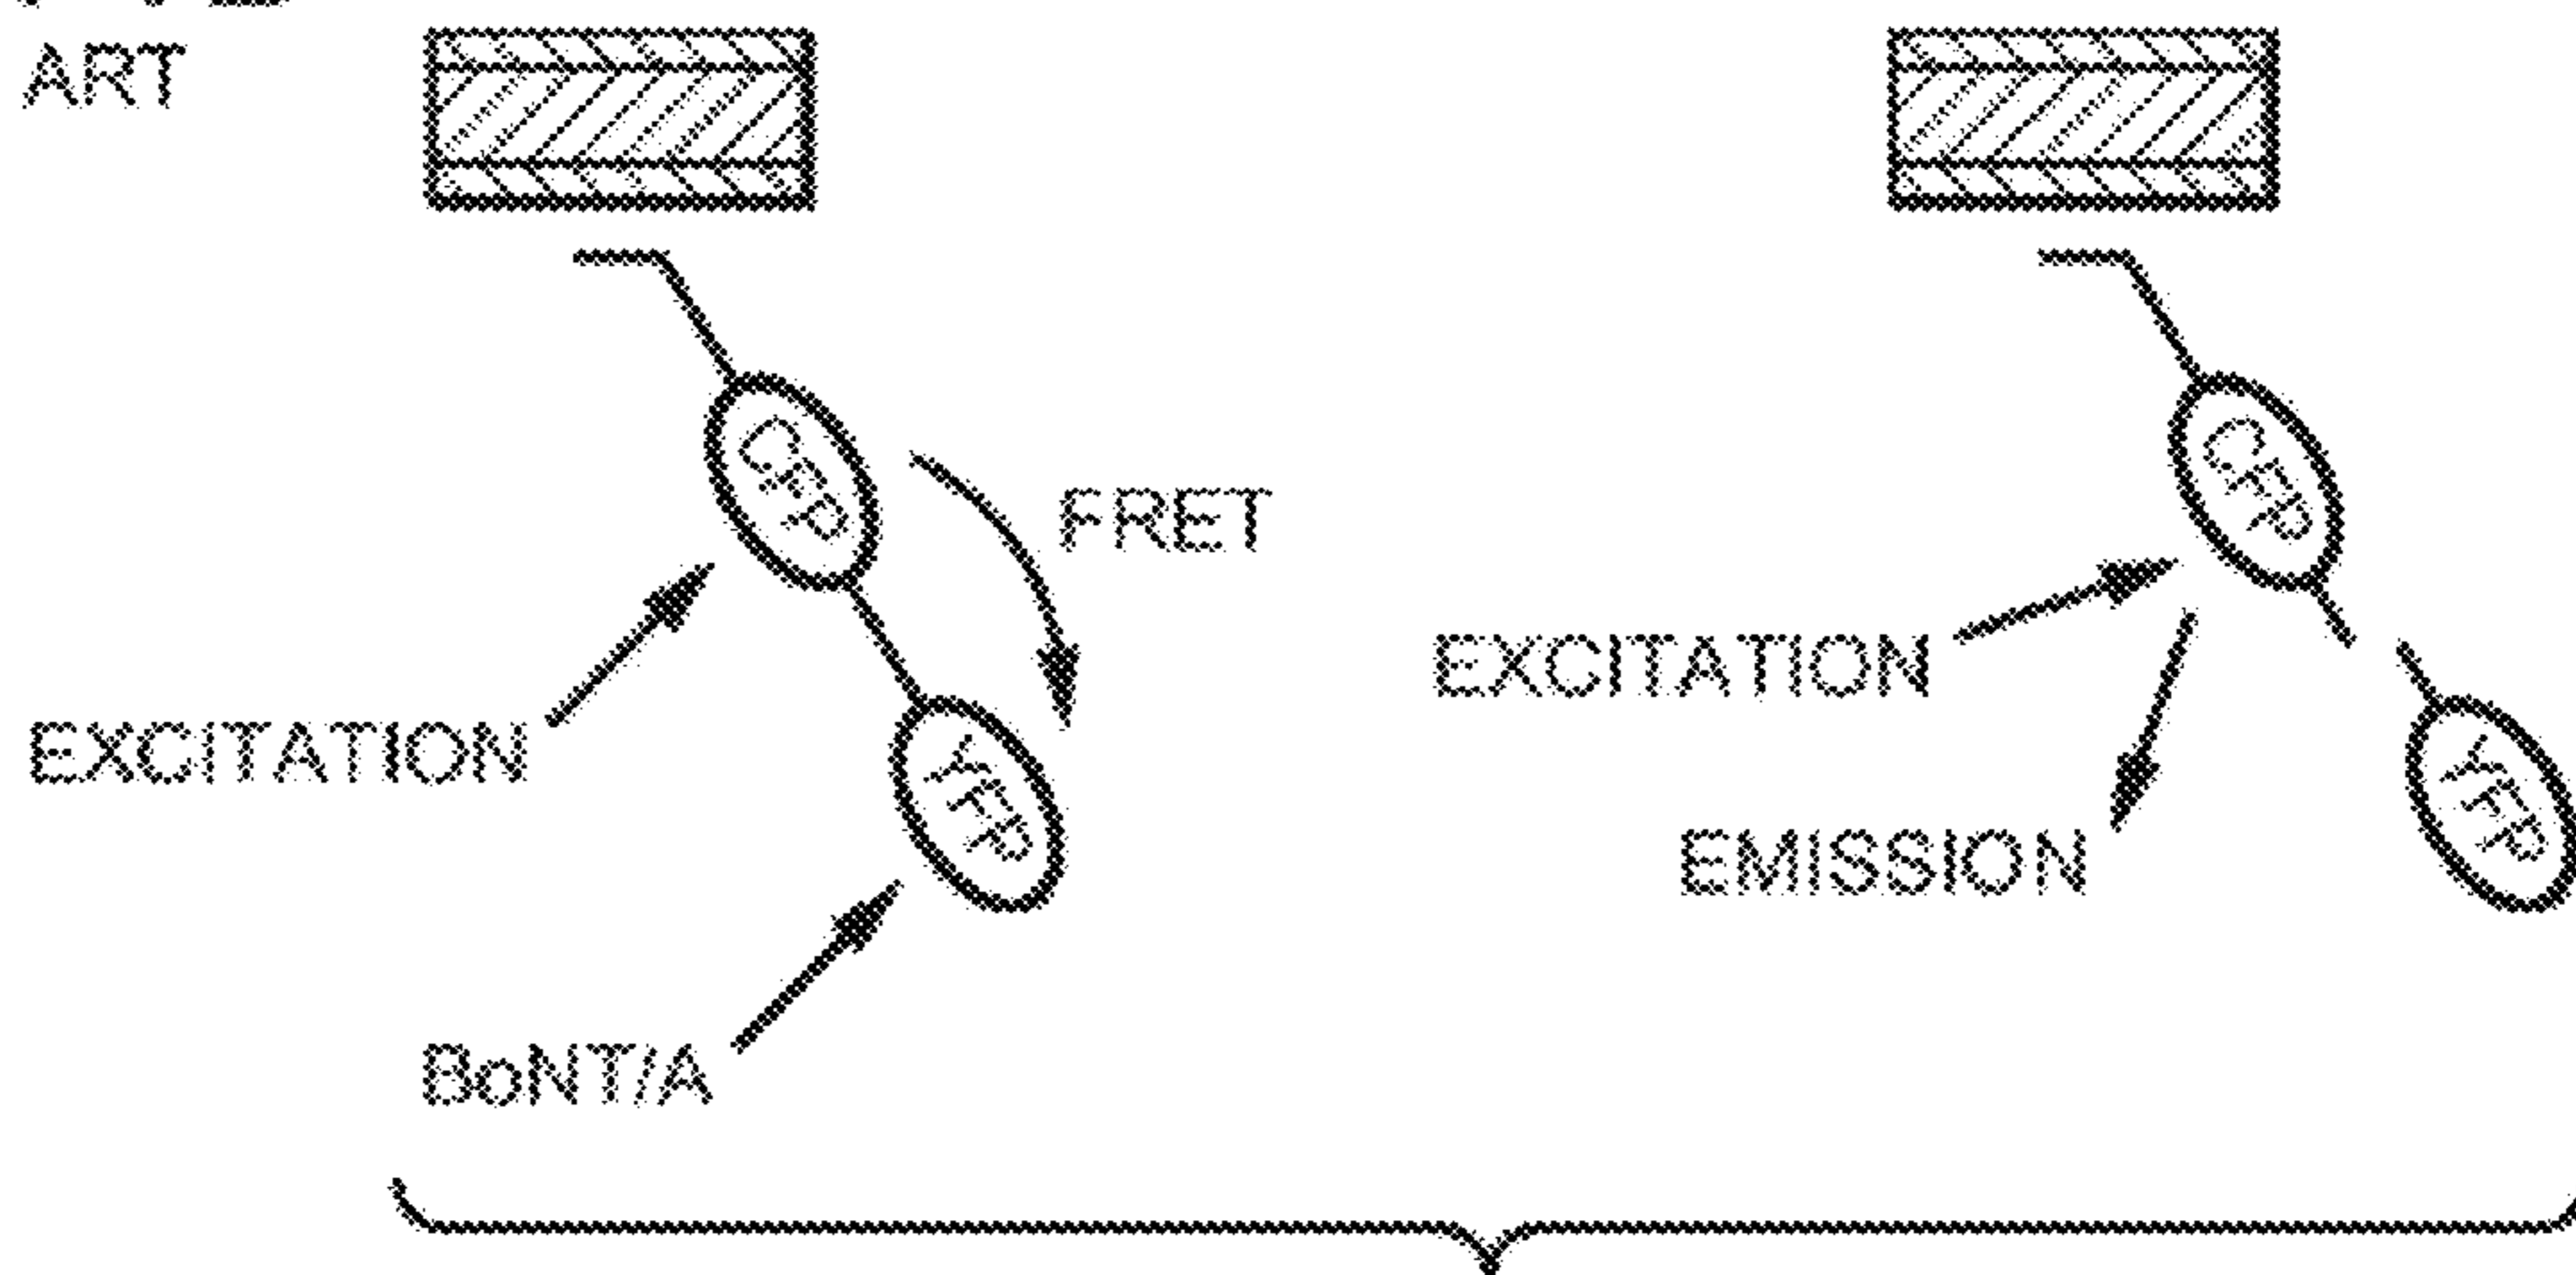 ART
CFP
FRET
EXCITATION
YFP
BoNT/A
CFP
EXCITATION
EMISSION
YFP